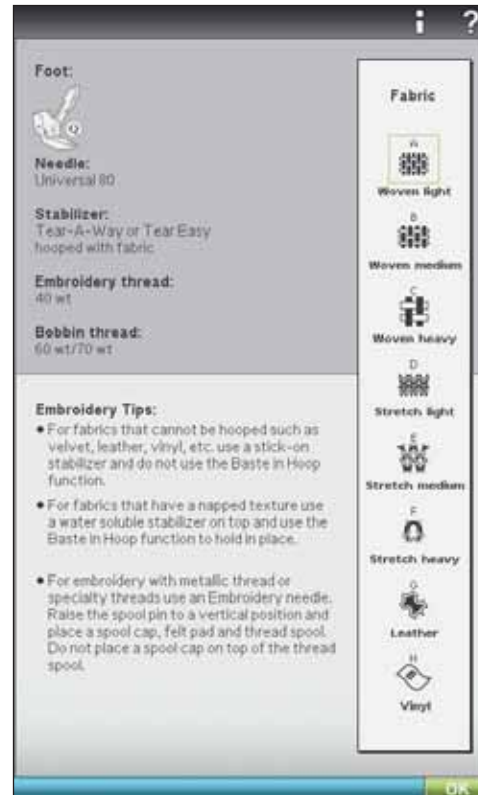 i ?
Foot:
Q
Needle:
Universal 80
Stabilizer:
Tear-A-Way or Tear Easy
hooped with fabric
Embroidery thread:
40 wt
Bobbin thread:
60 wt/70 wt
Embroidery Tips:
• For fabrics that cannot be hooped such as
velvet, leather, vinyl, etc. use a stick-on
stabilizer and do not use the Baste in Hoop
function.
• For fabrics that have a napped texture use
a water soluble stabilizer on top and use the
Baste in Hoop function to hold in place.
• For embroidery with metallic thread or
specialty threads use an Embroidery needle.
Raise the spool pin to a vertical position and
place a spool cap, felt pad and thread spool.
Do not place a spool cap on top of the thread
spool.
Fabric
A
Woven light
B
Woven medium
C
Woven heavy
D
Stretch light
E
Stretch medium
F
Stretch heavy
G
Leather
H
Vinyl
OK